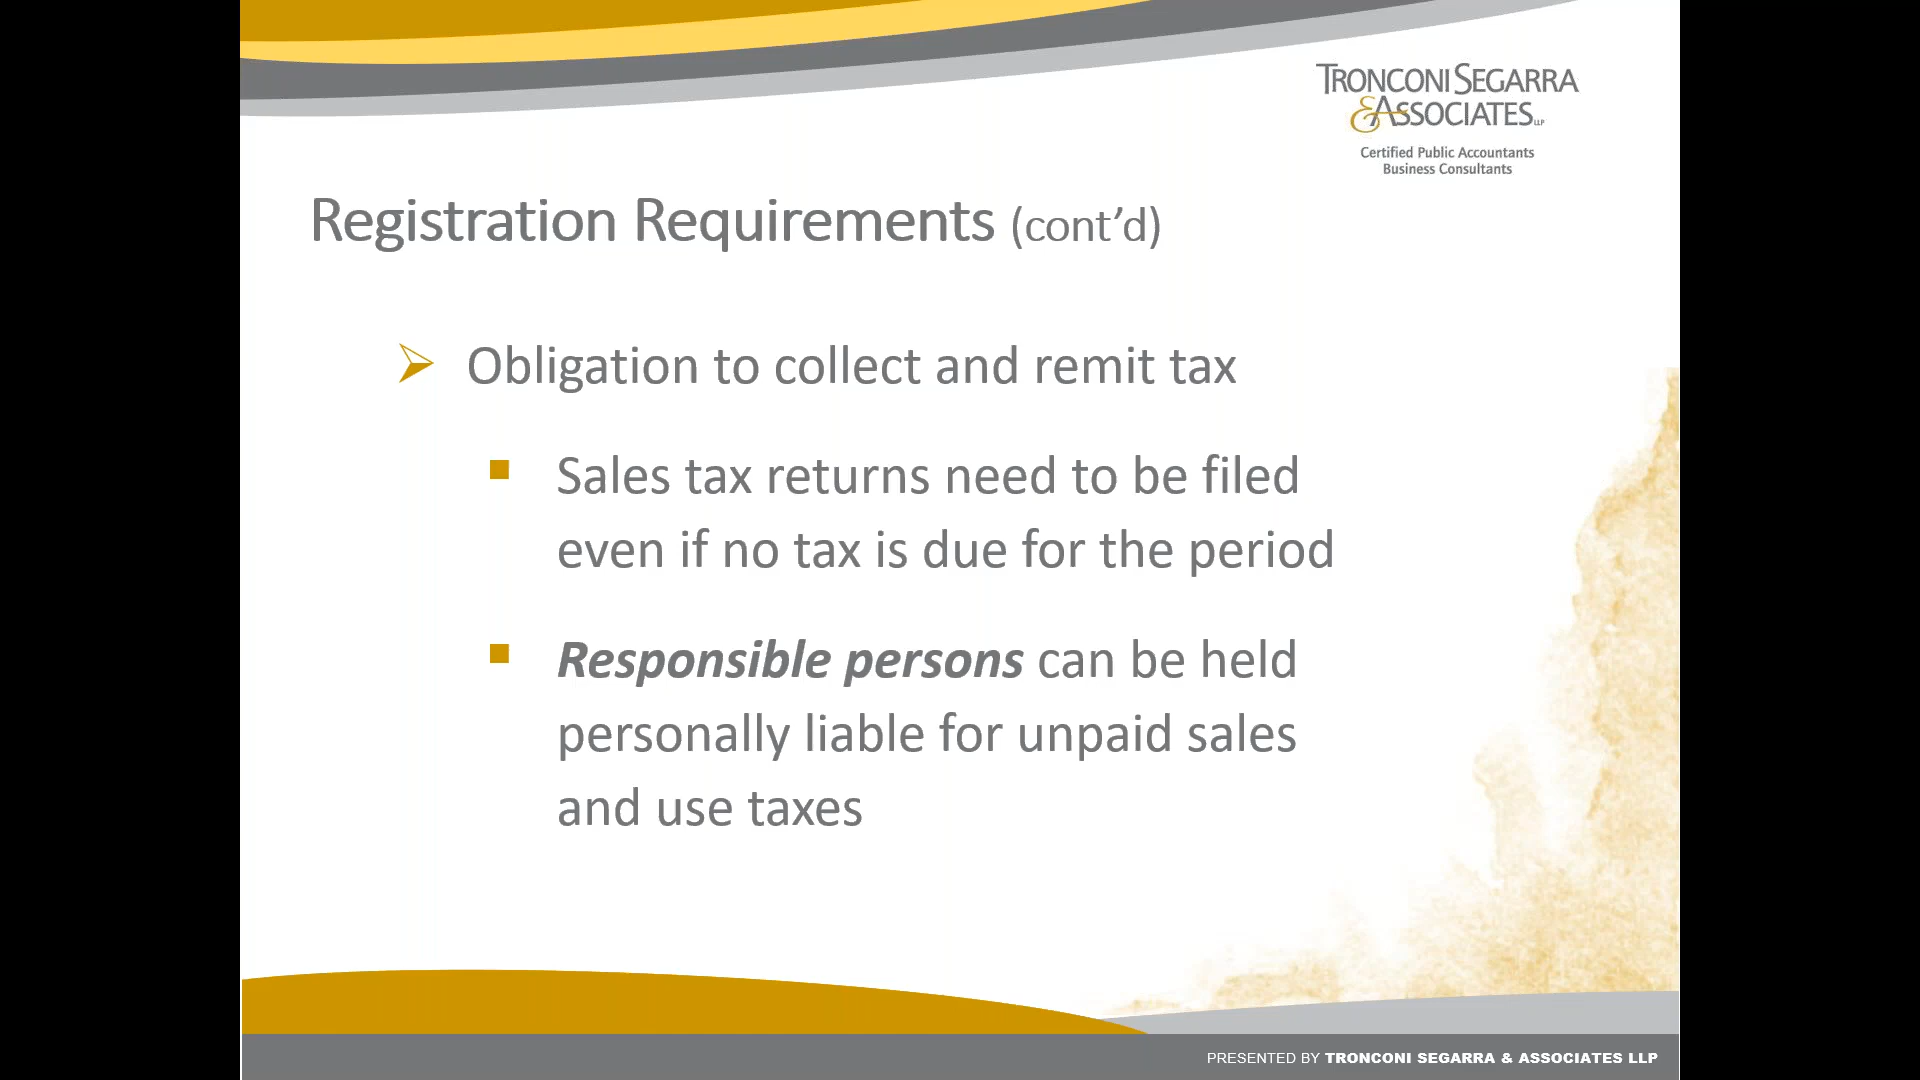 TRONCONI SEGARRA
& ASSOCIATES LLP
Certified Public Accountants
Business Consultants
Registration Requirements (cont’d)
Obligation to collect and remit tax
Sales tax returns need to be filed
even if no tax is due for the period
Responsible persons can be held
personally liable for unpaid sales
and use taxes
PRESENTED BY TRONCONI SEGARRA & ASSOCIATES LLP